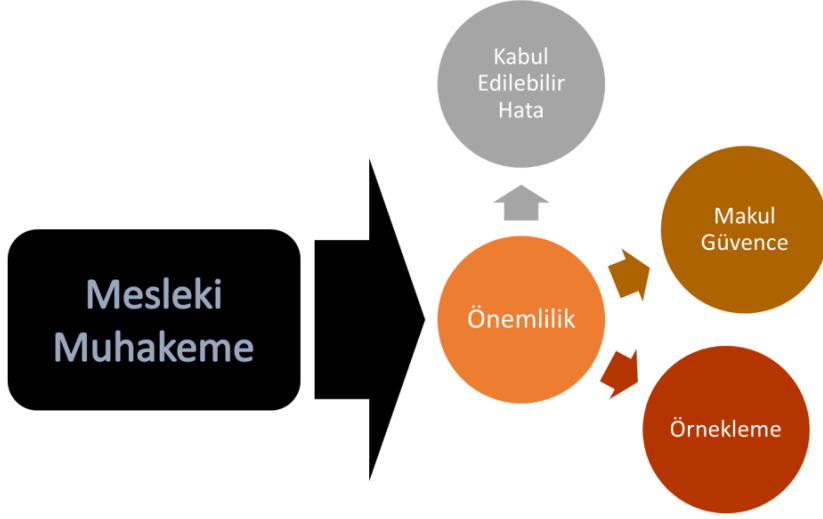 Kabul
Edilebilir
Hata
Makul
Güvence
Mesleki
Muhakeme
Önemlilik
Örnekleme